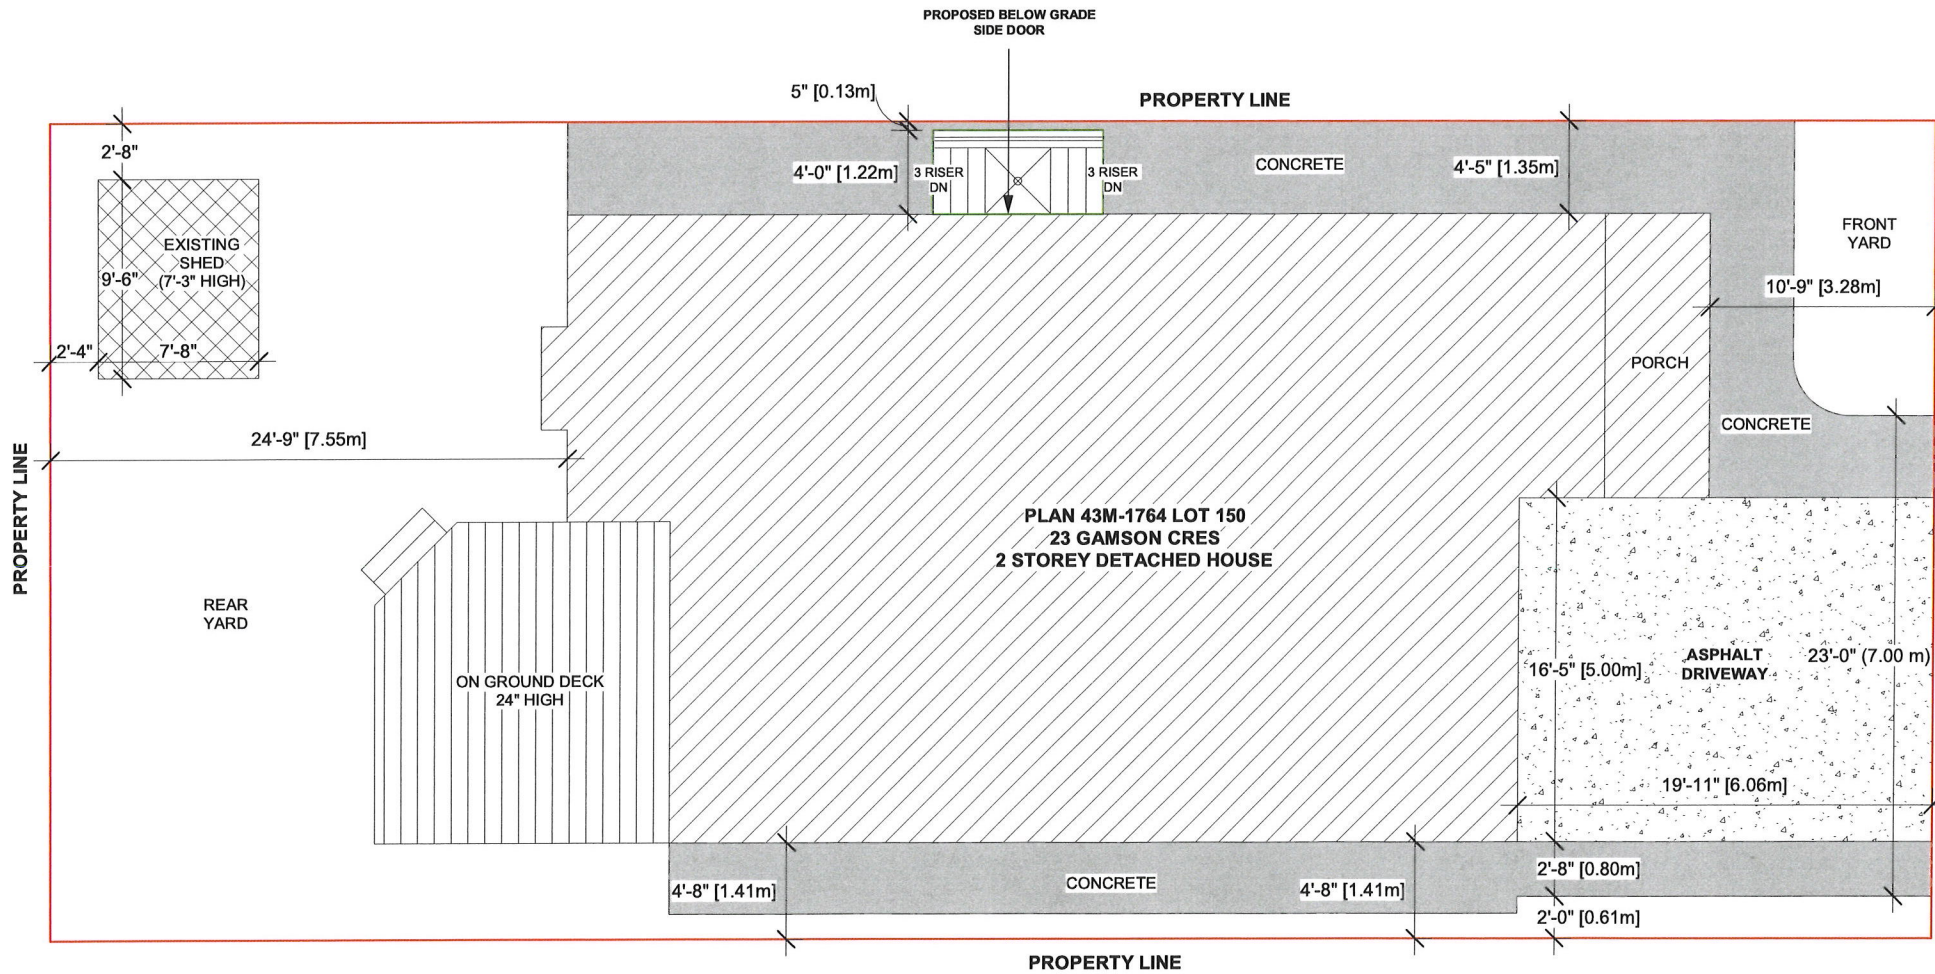 PROPOSED BELOW GRADE
SIDE DOOR
5" [0.13m]
PROPERTY LINE
2'-8"
4'-0" [1.22m]
3 RISER
DN
3 RISER
DN
CONCRETE
4'-5" [1.35m]
EXISTING
SHED
(7'-3" HIGH)
9'-6"
FRONT
YARD
10'-9" [3.28m]
2'-4"
7'-8"
PORCH
24'-9" [7.55m]
CONCRETE
PROPERTY LINE
PLAN 43M-1764 LOT 150
23 GAMSON CRES
2 STOREY DETACHED HOUSE
REAR
YARD
ON GROUND DECK
24" HIGH
16'-5" [5.00m]
ASPHALT
DRIVEWAY
23'-0" (7.00 m)
19'-11" [6.06m]
4'-8" [1.41m]
CONCRETE
4'-8" [1.41m]
2'-8" [0.80m]
2'-0" [0.61m]
PROPERTY LINE